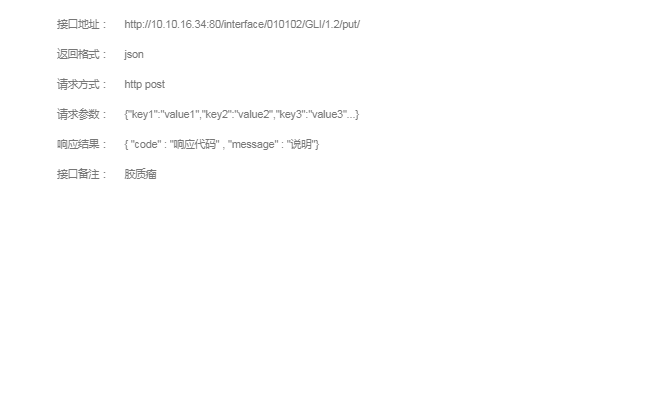 接口地址： http://10.10.16.34:80/interface/010102/GLI/1.2/put/
返回格式： json
请求方式： http post
请求参数： {"key1":"value1","key2":"value2","key3":"value3"...}
响应结果： { "code" : "响应代码" , "message" : "说明"}
接口备注： 胶质瘤